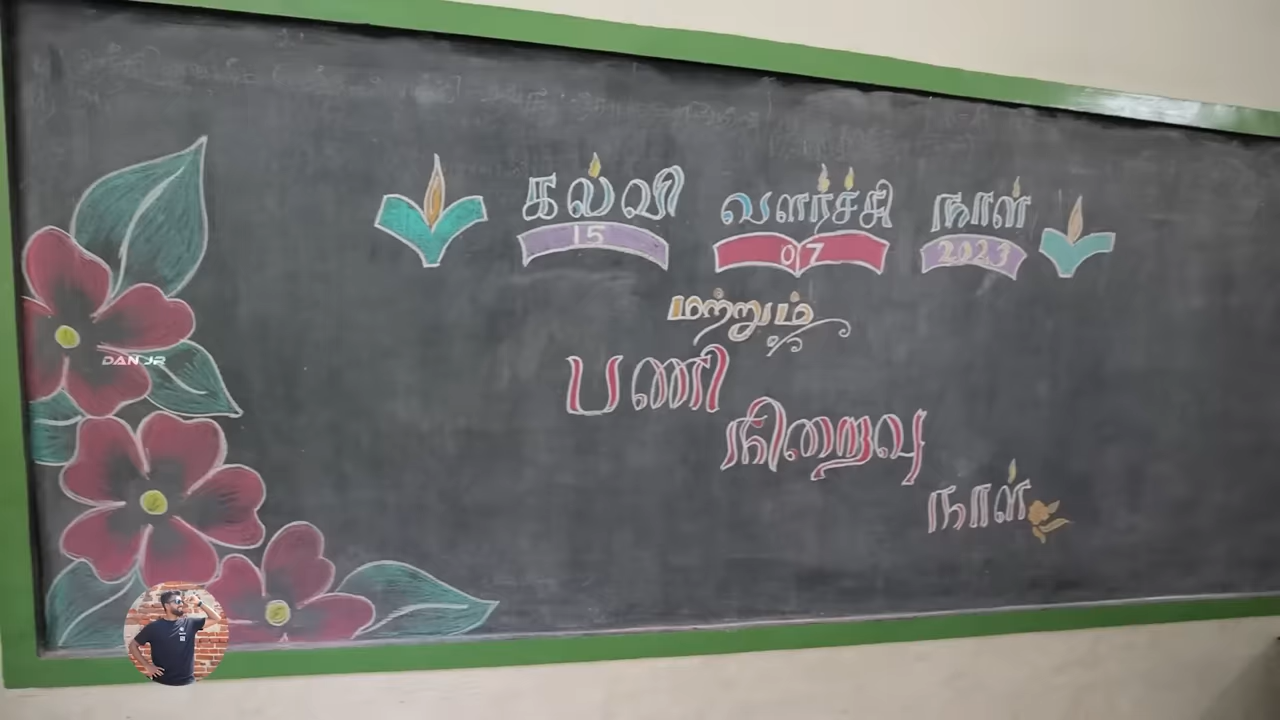 கல்வி வளர்ச்சி நாள்
15 07 2023
மற்றும்
பணி
நிறைவு
நாள்
DAN JR